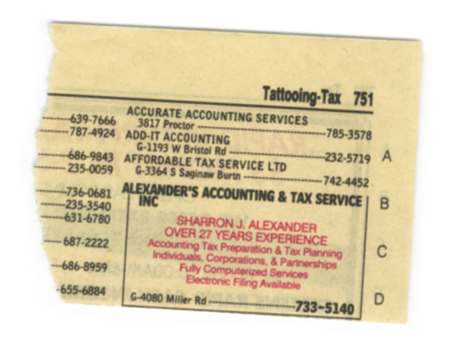 Tattooing-Tax 751
639-7666
787-4924
686-9843
235-0059
736-0681
235-3540
631-6780
687-2222
686-8959
655-6884
ACCURATE ACCOUNTING SERVICES
3817 Proctor 785-3578
ADD-IT ACCOUNTING
G-1193 W Bristol Rd 232-5719
AFFORDABLE TAX SERVICE LTD
G-3364 S Saginaw Burtn 742-4452
ALEXANDER'S ACCOUNTING & TAX SERVICE
INC
SHARRON J. ALEXANDER
OVER 27 YEARS EXPERIENCE
Accounting Tax Preparation & Tax Planning
Individuals, Corporations, & Partnerships
Fully Computerized Services
Electronic Filing Available
G-4080 Miller Rd 733-5140
A
B
C
D